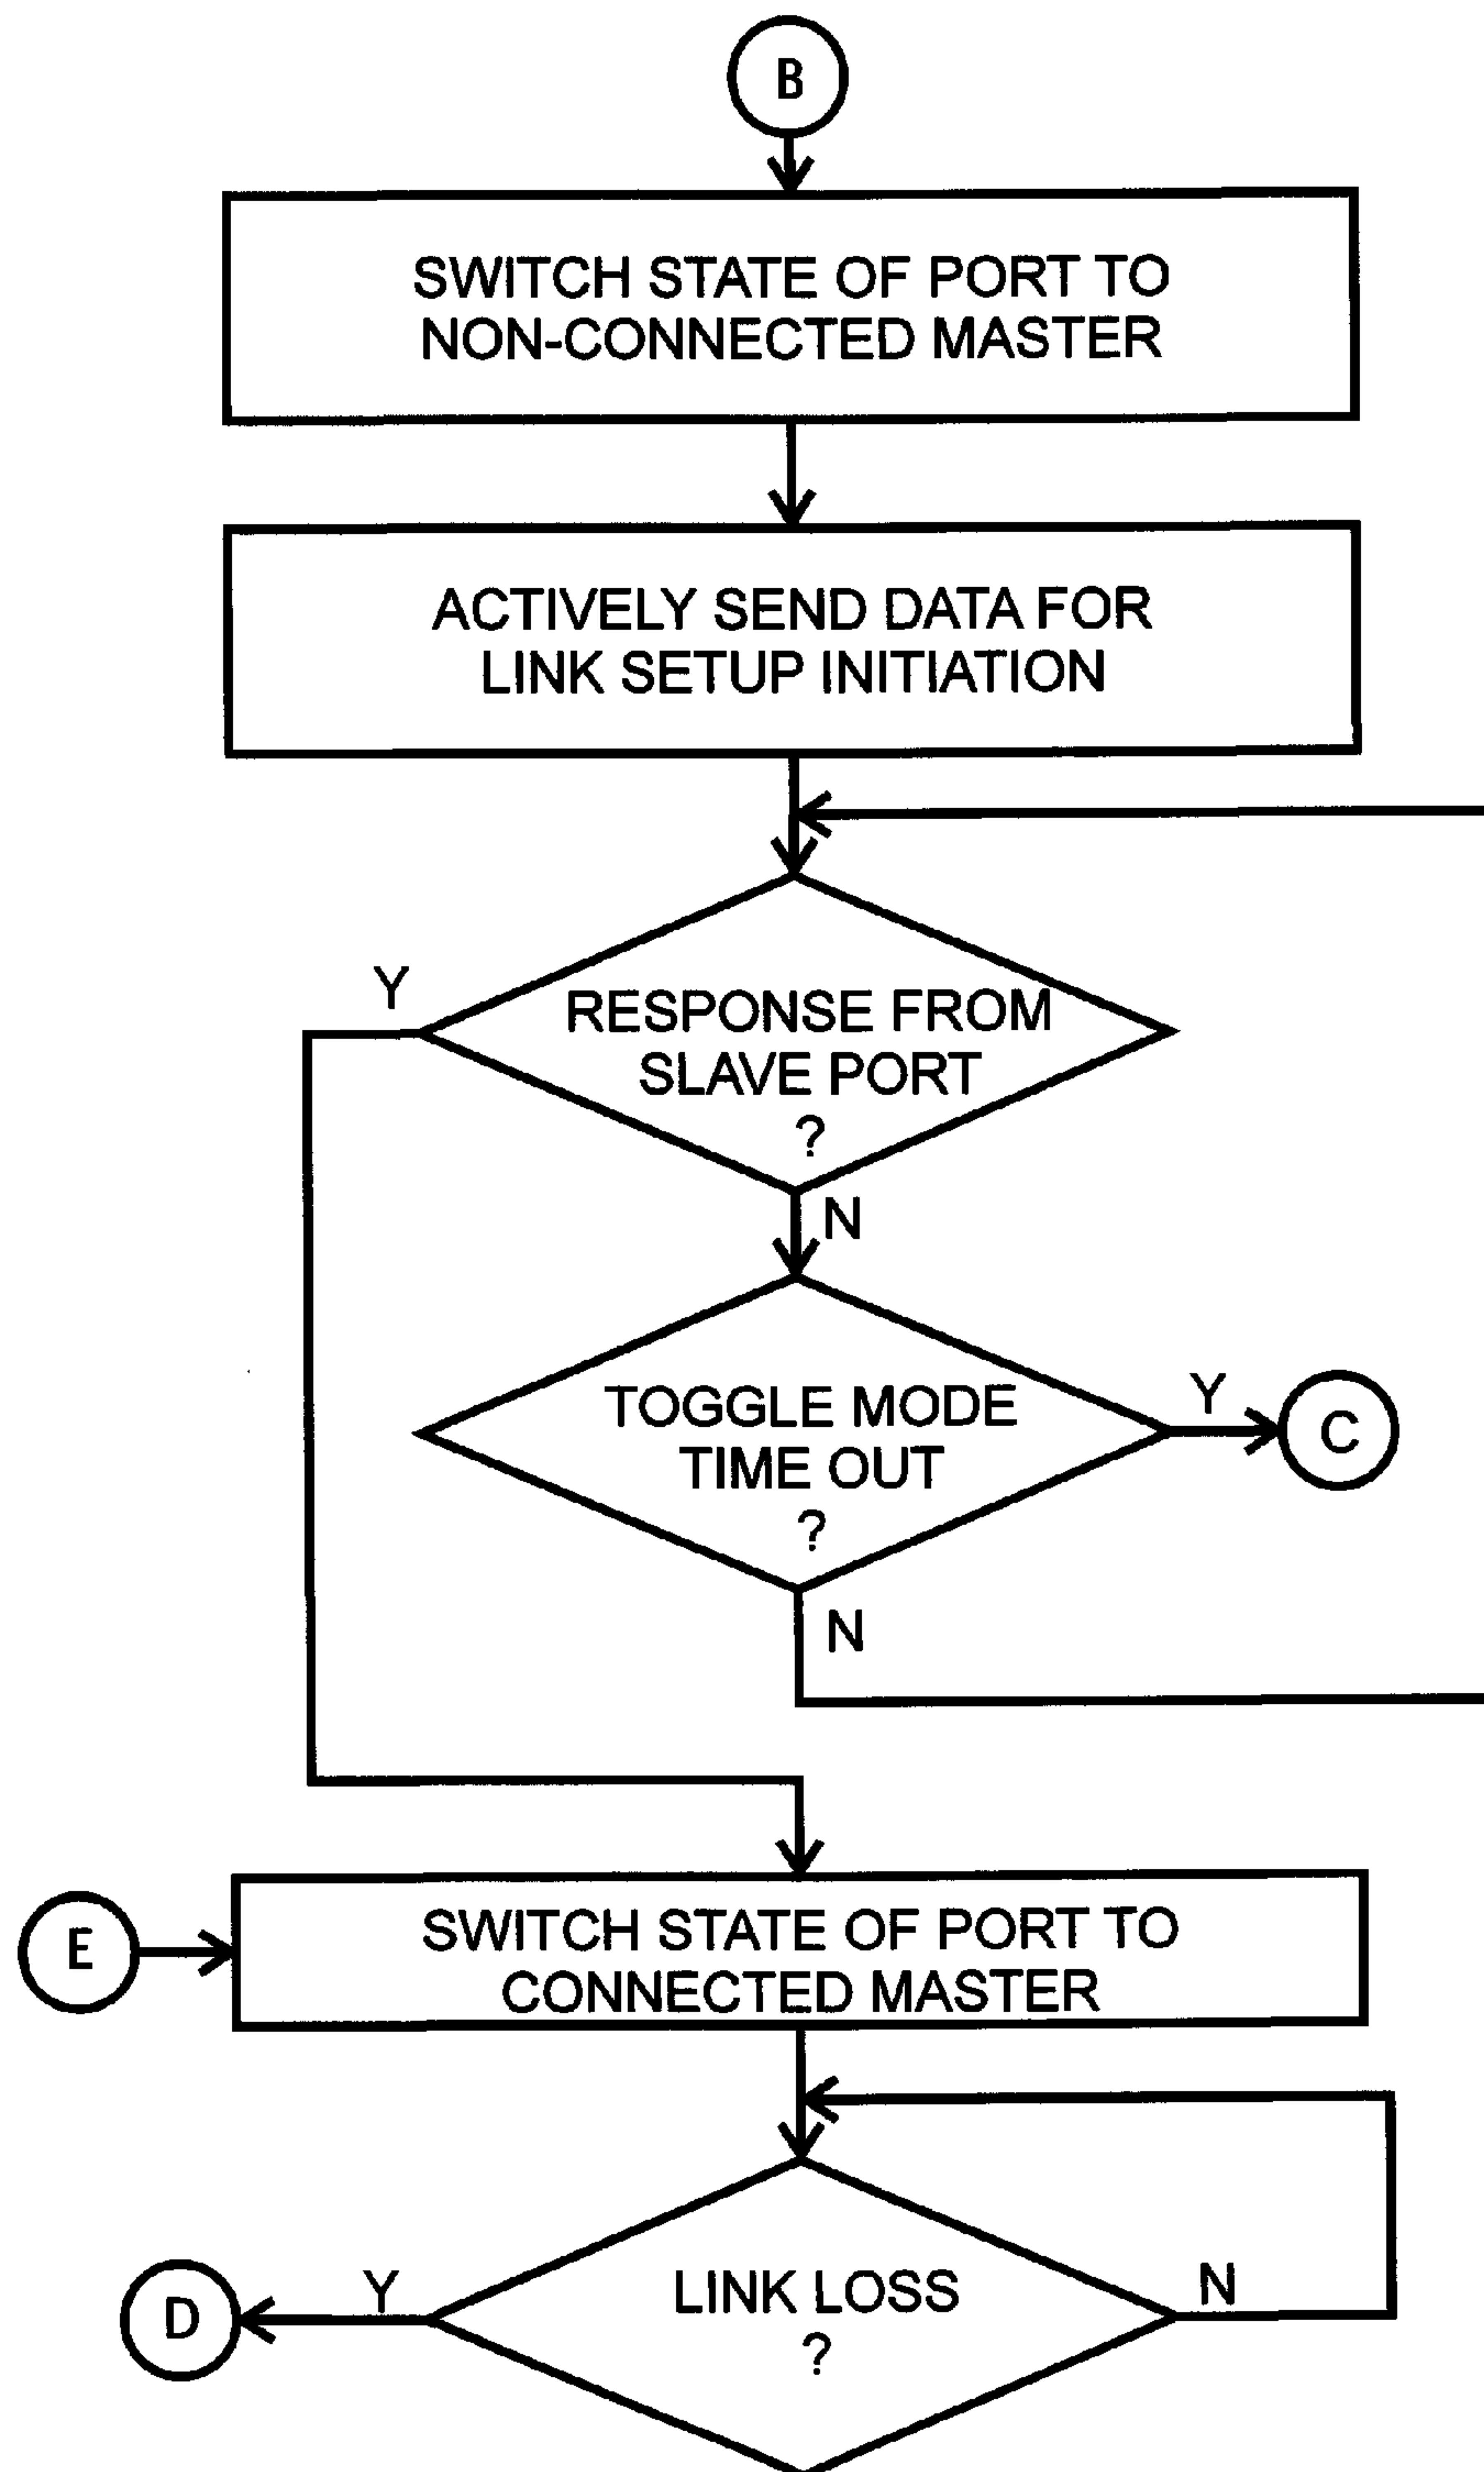 B
SWITCH STATE OF PORT TO
NON-CONNECTED MASTER
ACTIVELY SEND DATA FOR
LINK SETUP INITIATION
Y
RESPONSE FROM
SLAVE PORT
?
N
TOGGLE MODE
TIME OUT
?
Y
C
N
E
SWITCH STATE OF PORT TO
CONNECTED MASTER
D
Y
LINK LOSS
?
N